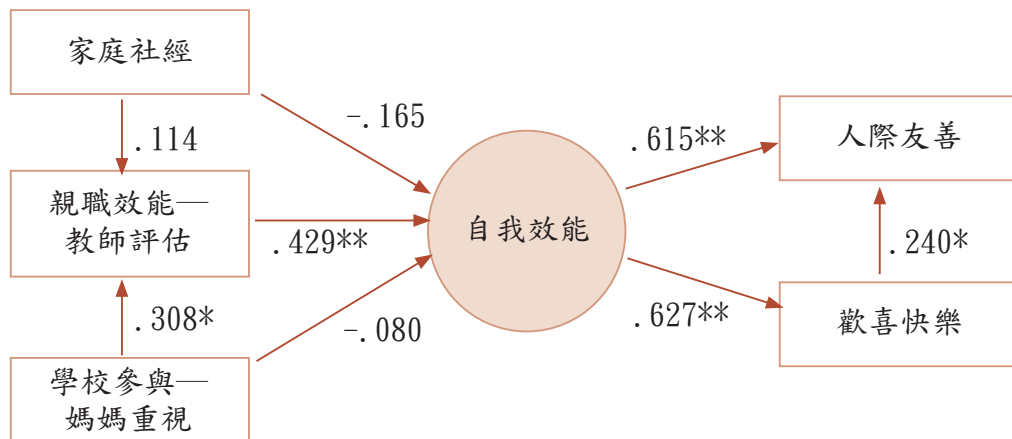 家庭社經
-.165
.114
.615**
人際友善
親職效能—
教師評估
.429**
自我效能
.240*
.308*
-.080
.627**
歡喜快樂
學校參與—
媽媽重視